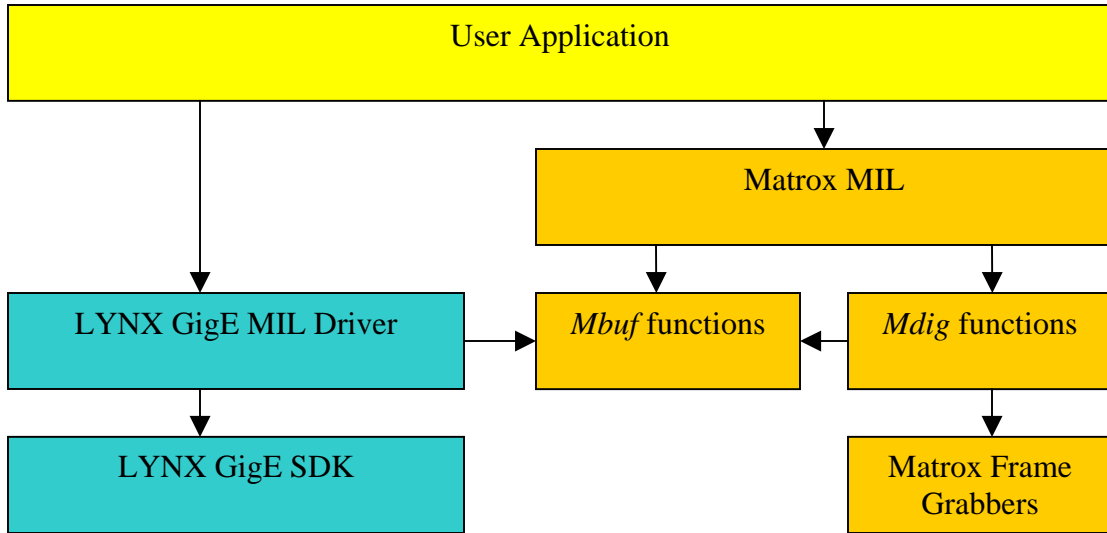 User Application
Matrox MIL
LYNX GigE MIL Driver
Mbuf functions
Mdig functions
LYNX GigE SDK
Matrox Frame
Grabbers